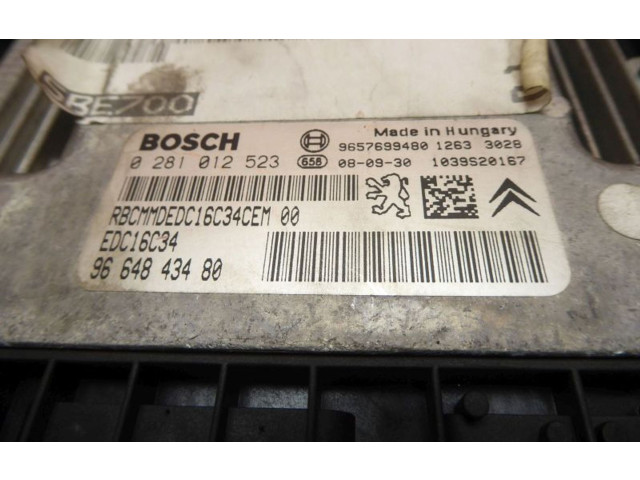 SBE700
BOSCH
Made in Hungary
9657699480 1263 3028
0 281 012 523 658 08-09-30 1039S20167
RBCMMDEDC16C34CEM 00
EDC16C34
96 648 434 80